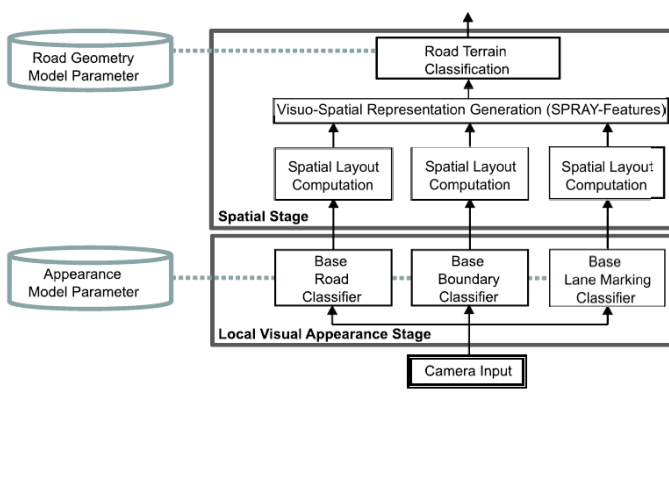 Road Geometry
Model Parameter
Road Terrain
Classification
Visuo-Spatial Representation Generation (SPRAY-Features)
Spatial Layout
Computation
Spatial Layout
Computation
Spatial Layout
Computation
Spatial Stage
Appearance
Model Parameter
Base
Road
Classifier
Base
Boundary
Classifier
Base
Lane Marking
Classifier
Local Visual Appearance Stage
Camera Input